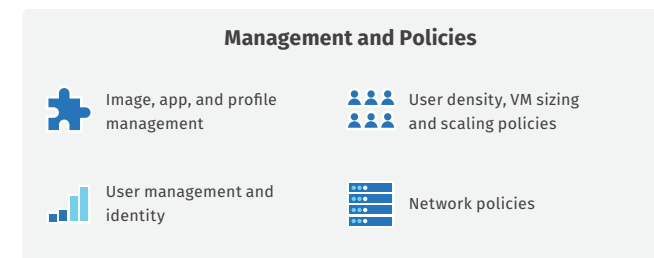 Management and Policies
Image, app, and profile
management
User density, VM sizing
and scaling policies
User management and
identity
Network policies